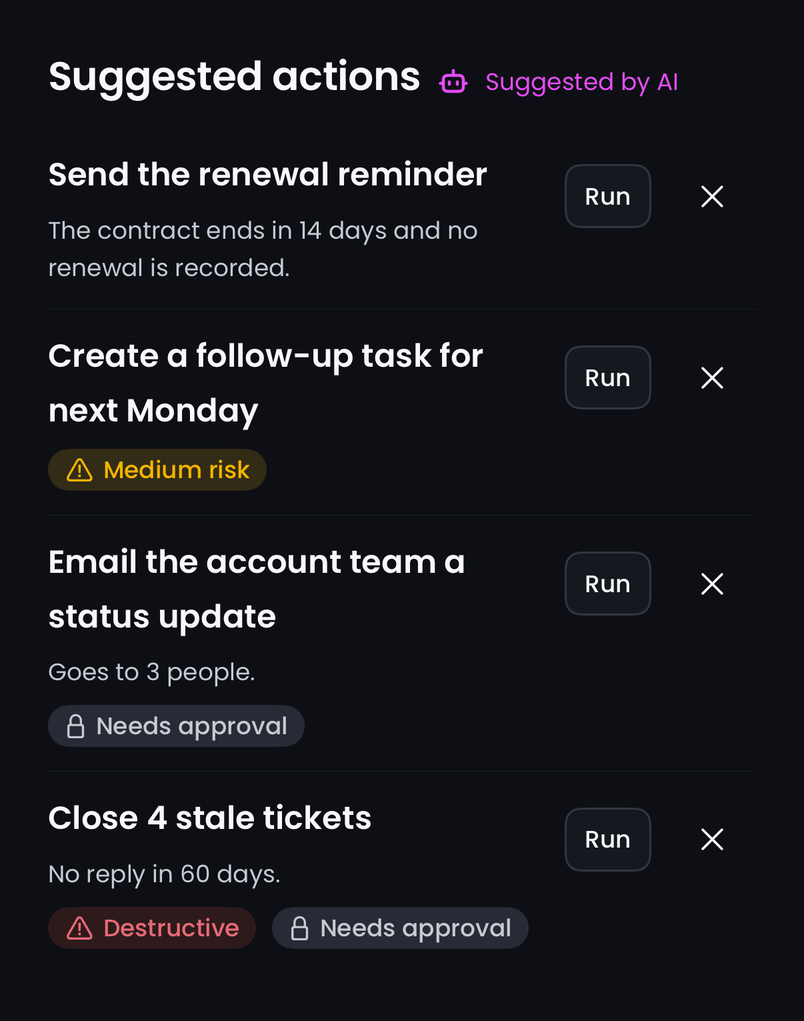 Suggested actions Suggested by AI
Send the renewal reminder
Run
The contract ends in 14 days and no
renewal is recorded.
Create a follow-up task for
next Monday
Run
Medium risk
Email the account team a
status update
Run
Goes to 3 people.
Needs approval
Close 4 stale tickets
Run
No reply in 60 days.
Destructive Needs approval